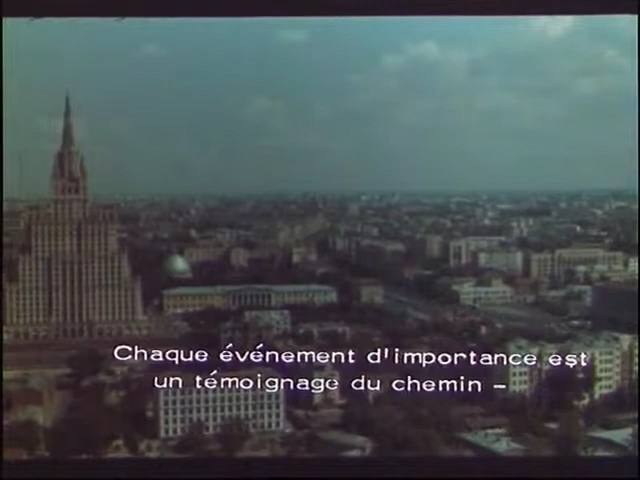 Chaque événement d'importance est
un témoignage du chemin –